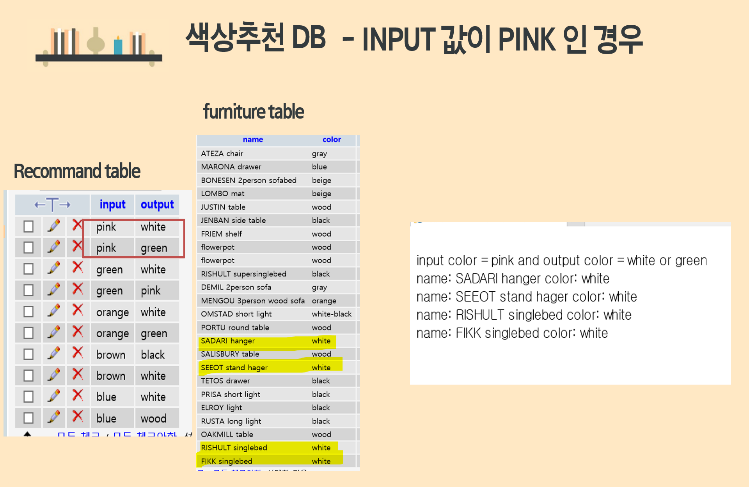 색상추천 DB - INPUT 값이 PINK 인 경우
furniture table
name color
ATEZA chair gray
MARONA drawer blue
BONESEN 2person sofabed beige
LOMBO mat beige
JUSTIN table wood
JENBAN side table black
FRIEM shelf wood
flowerpot wood
flowerpot wood
RISHULT supersinglebed black
DEMIL 2person sofa gray
MENGOU 3person wood sofa orange
OMSTAD short light white-black
PORTU round table wood
SADARI hanger white
SALISBURY table wood
SEEOT stand hager white
TETOS drawer black
PRISA short light black
ELROY light black
RUSTA long light black
OAKMILL table wood
RISHULT singlebed white
FIKK singlebed white
Recommand table
←T→ input output
pink white
pink green
green white
green pink
orange white
orange green
brown black
brown white
blue white
blue wood
input color = pink and output color = white or green
name: SADARI hanger color: white
name: SEEOT stand hager color: white
name: RISHULT singlebed color: white
name: FIKK singlebed color: white